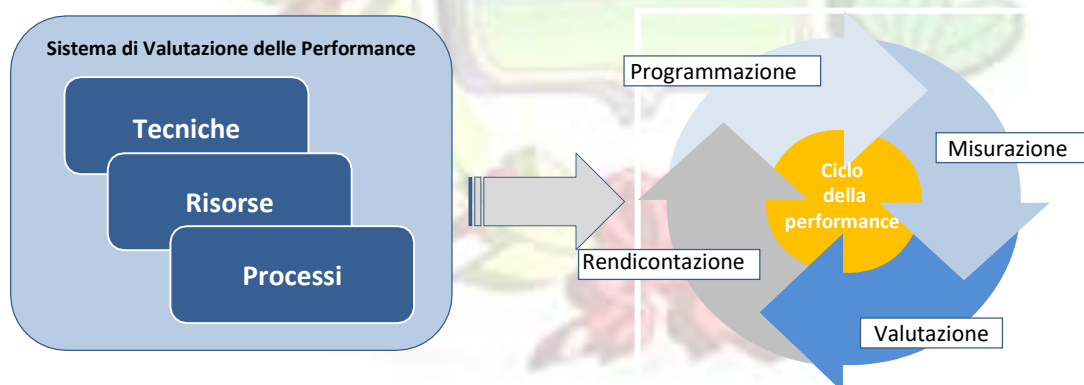 Sistema di Valutazione delle Performance
Tecniche
Risorse
Processi
Programmazione
Misurazione
Ciclo
della
performance
Rendicontazione
Valutazione